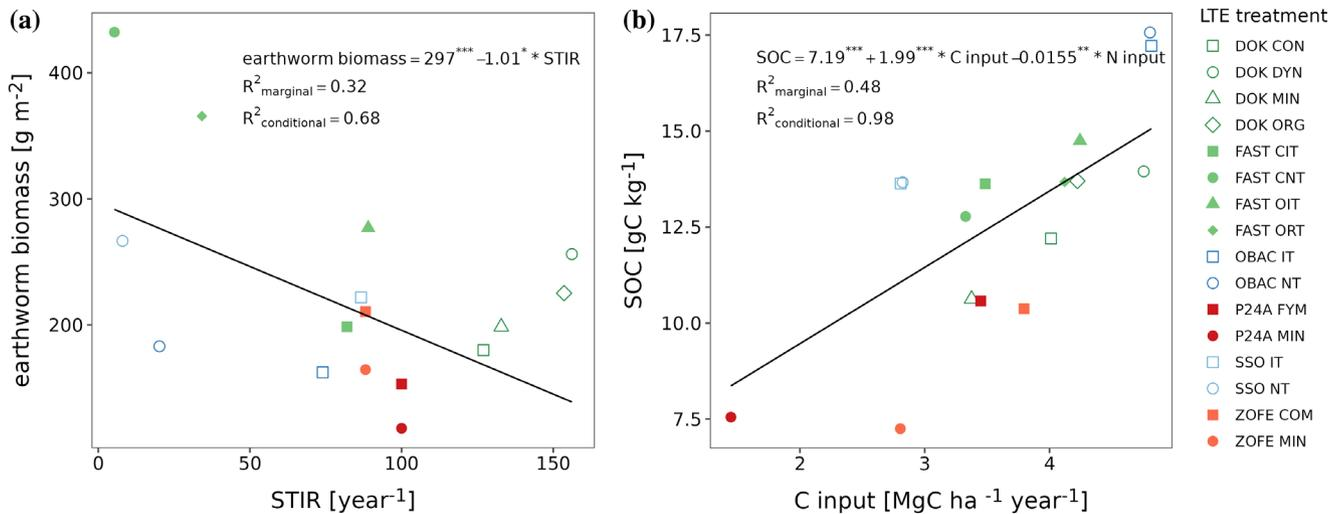 (a)
earthworm biomass = 297*** –1.01* * STIR
R²marginal = 0.32
R²conditional = 0.68
earthworm biomass [g m⁻²]
400
300
200
0 50 100 150
STIR [year⁻¹]
(b)
SOC = 7.19*** + 1.99*** * C input –0.0155** * N input
R²marginal = 0.48
R²conditional = 0.98
SOC [gC kg⁻¹]
17.5
15.0
12.5
10.0
7.5
2 3 4
C input [MgC ha ⁻¹ year⁻¹]
LTE treatment
DOK CON
DOK DYN
DOK MIN
DOK ORG
FAST CIT
FAST CNT
FAST OIT
FAST ORT
OBAC IT
OBAC NT
P24A FYM
P24A MIN
SSO IT
SSO NT
ZOFE COM
ZOFE MIN